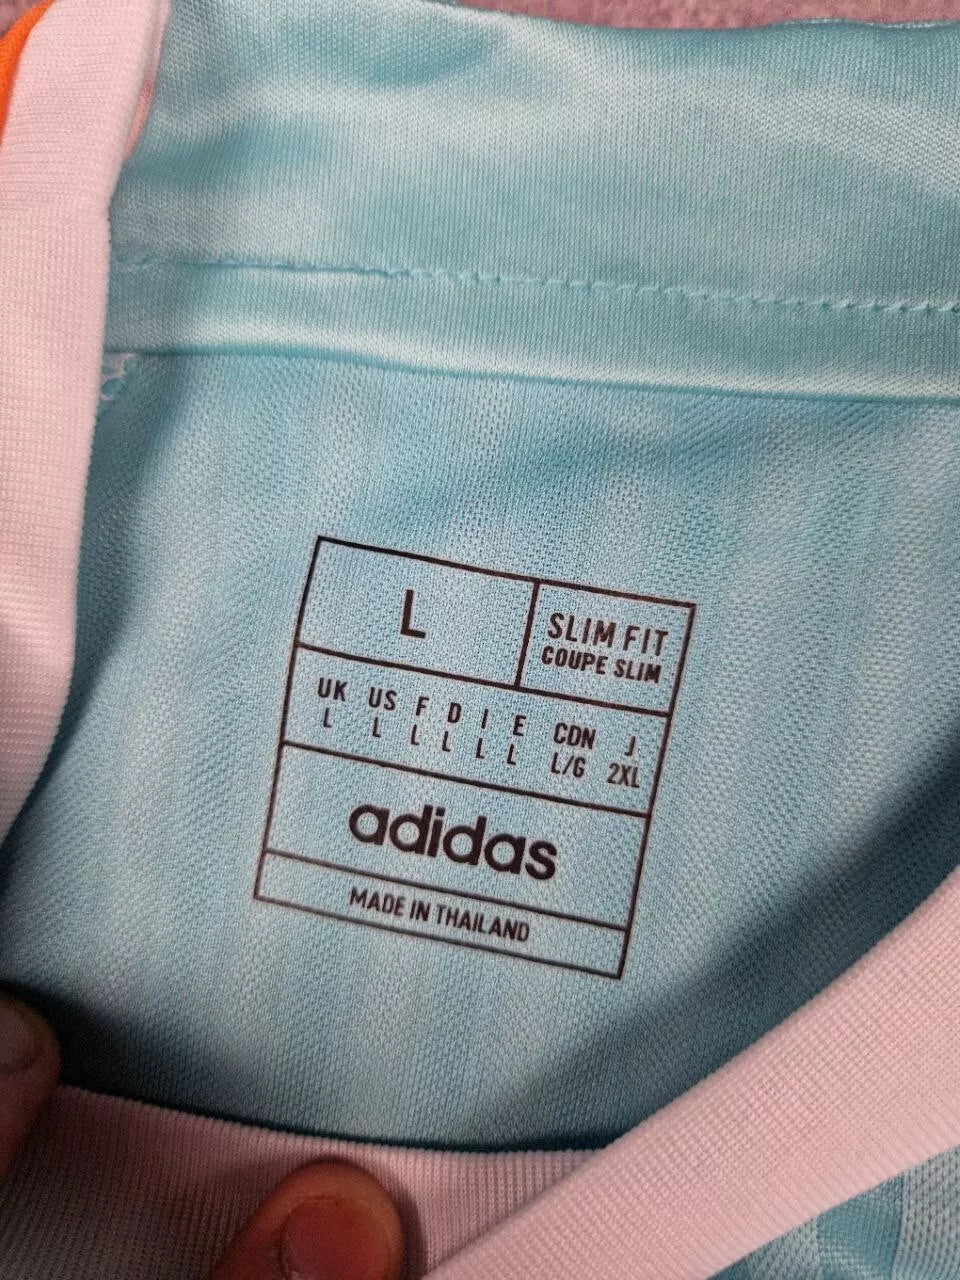 L
SLIM FIT
COUPE SLIM
UK US F D I E CDN J
L L L L L L L/G 2XL
adidas
MADE IN THAILAND